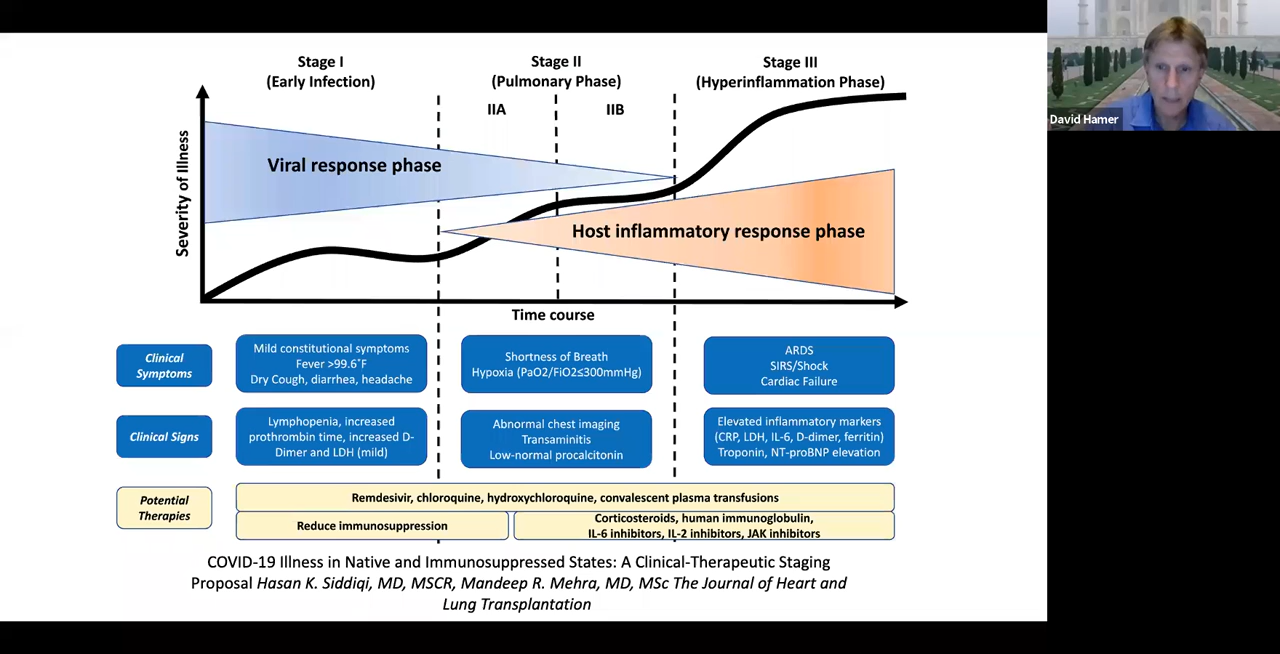 Stage I
(Early Infection)
Stage II
(Pulmonary Phase)
Stage III
(Hyperinflammation Phase)
IIA
IIB
Severity of Illness
Viral response phase
Host inflammatory response phase
Time course
Clinical
Symptoms
Mild constitutional symptoms
Fever >99.6°F
Dry Cough, diarrhea, headache
Shortness of Breath
Hypoxia (PaO2/FiO2≤300mmHg)
ARDS
SIRS/Shock
Cardiac Failure
Clinical Signs
Lymphopenia, increased
prothrombin time, increased D-
Dimer and LDH (mild)
Abnormal chest imaging
Transaminitis
Low-normal procalcitonin
Elevated inflammatory markers
(CRP, LDH, IL-6, D-dimer, ferritin)
Troponin, NT-proBNP elevation
Potential
Therapies
Remdesivir, chloroquine, hydroxychloroquine, convalescent plasma transfusions
Reduce immunosuppression
Corticosteroids, human immunoglobulin,
IL-6 inhibitors, IL-2 inhibitors, JAK inhibitors
COVID-19 Illness in Native and Immunosuppressed States: A Clinical-Therapeutic Staging
Proposal Hasan K. Siddiqi, MD, MSCR, Mandeep R. Mehra, MD, MSc The Journal of Heart and
Lung Transplantation
David Hamer